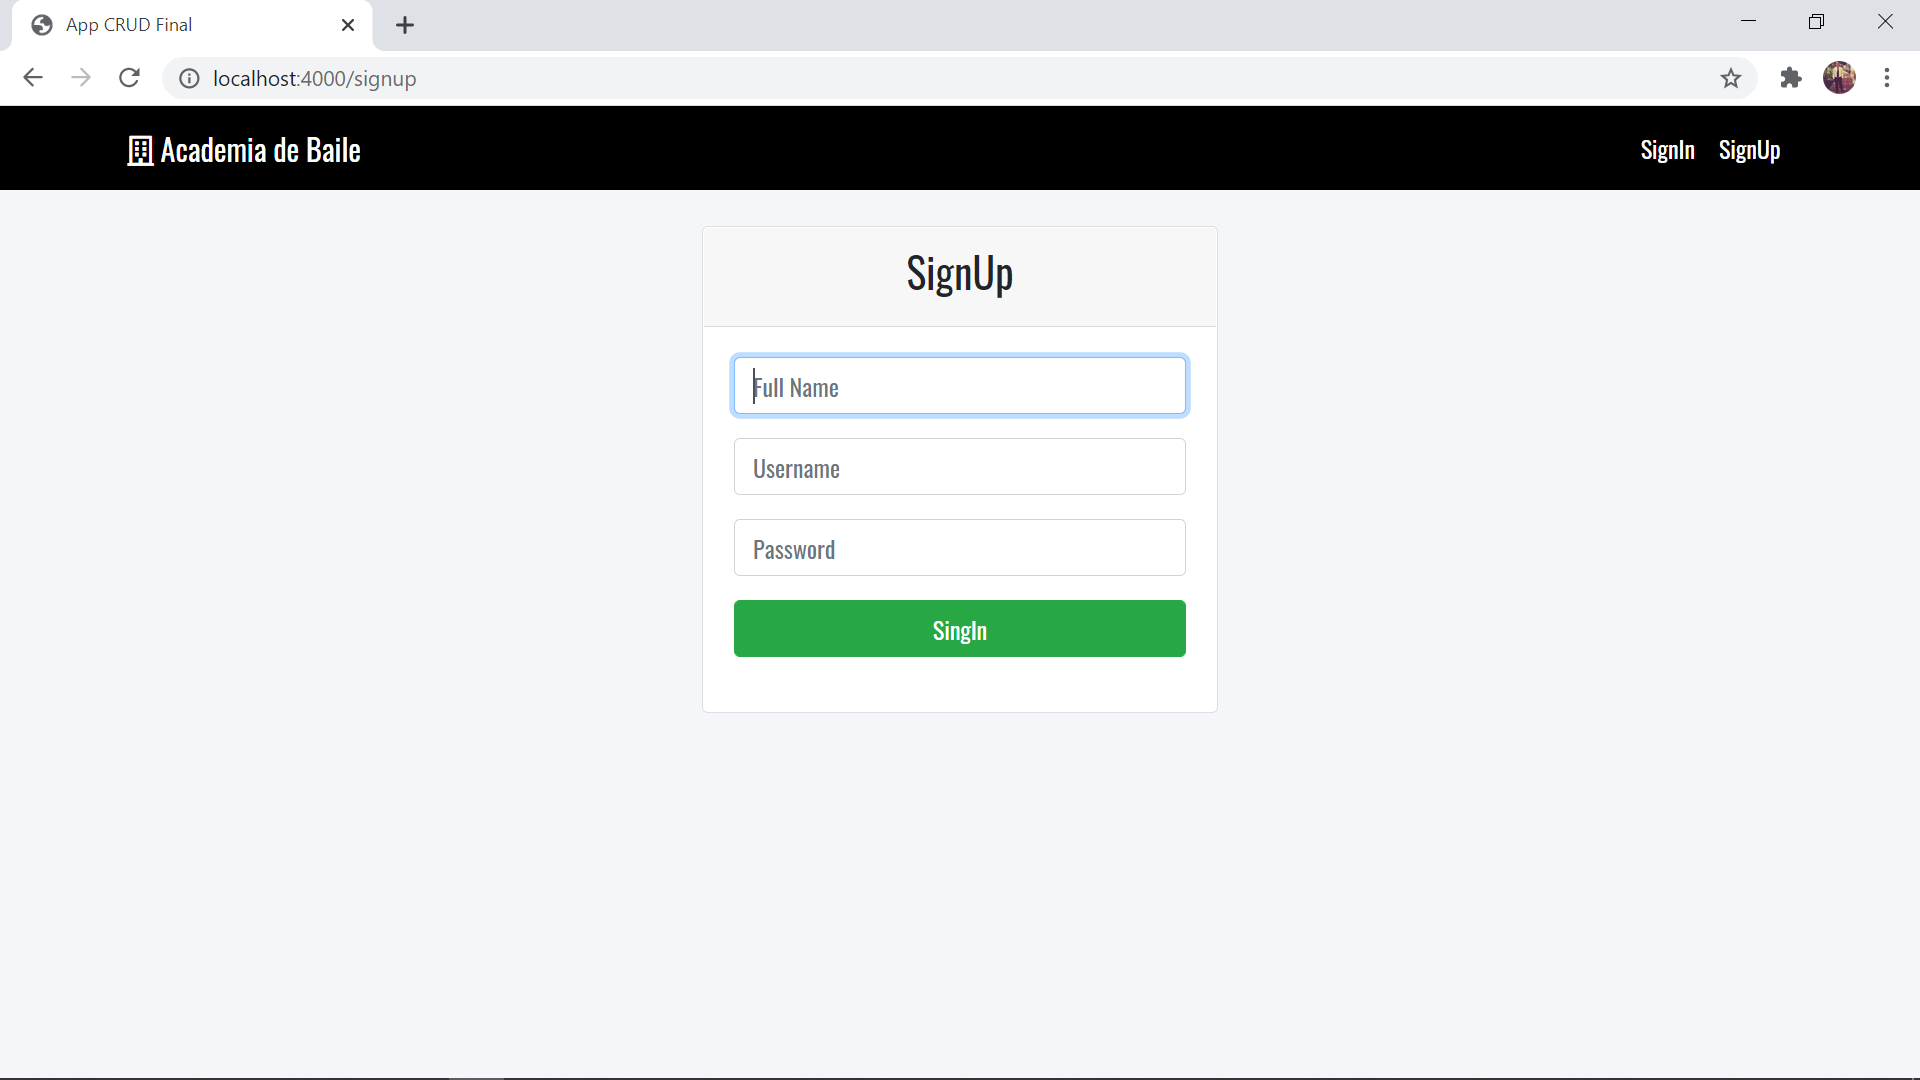 App CRUD Final
localhost:4000/signup
Academia de Baile
SignIn SignUp
SignUp
Full Name
Username
Password
SingIn